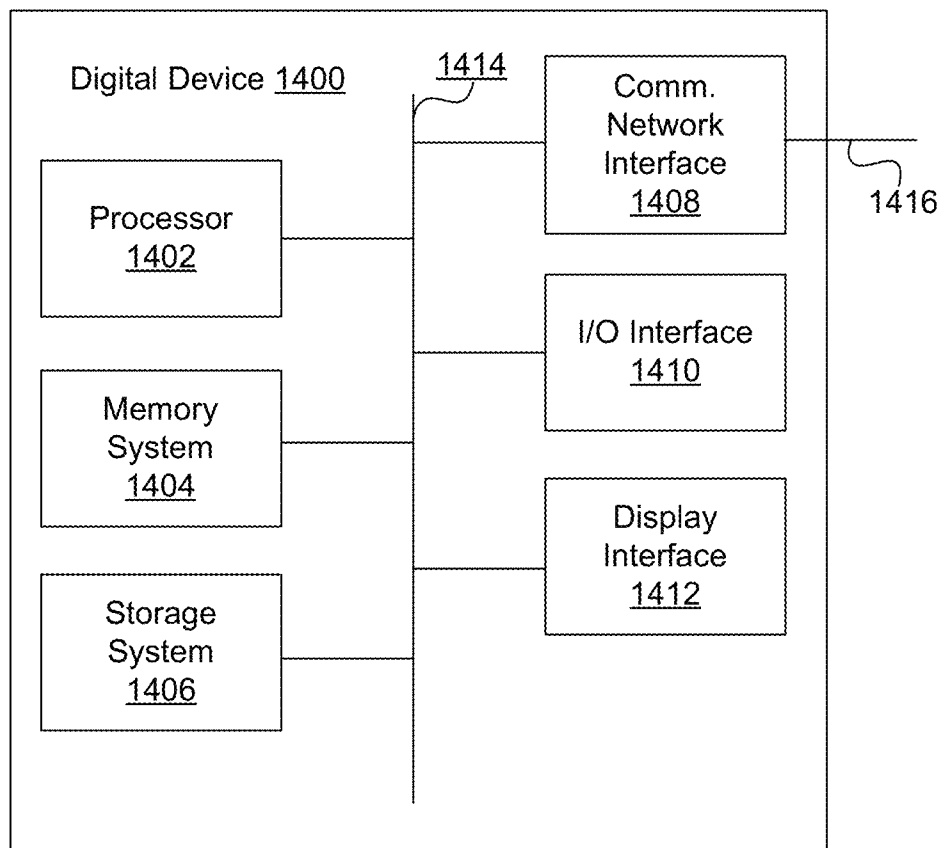 Digital Device 1400
1414
Comm.
Network
Interface
1408
1416
Processor
1402
I/O Interface
1410
Memory
System
1404
Display
Interface
1412
Storage
System
1406